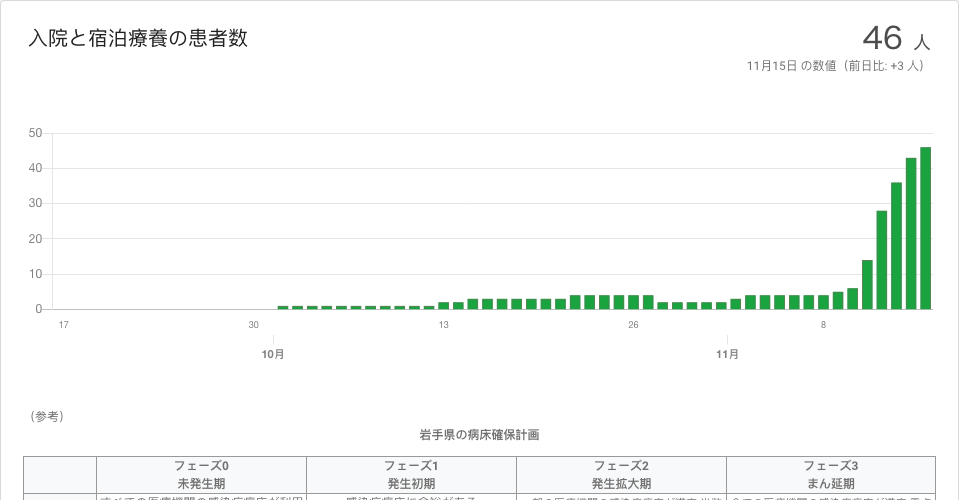 入院と宿泊療養の患者数
46 人
11月15日 の数値（前日比: +3 人）
50
40
30
20
10
0
17 30 13 26 8
10月 11月
(参考)
岩手県の病床確保計画
フェーズ0 フェーズ1 フェーズ2 フェーズ3
未発生期 発生初期 発生拡大期 まん延期